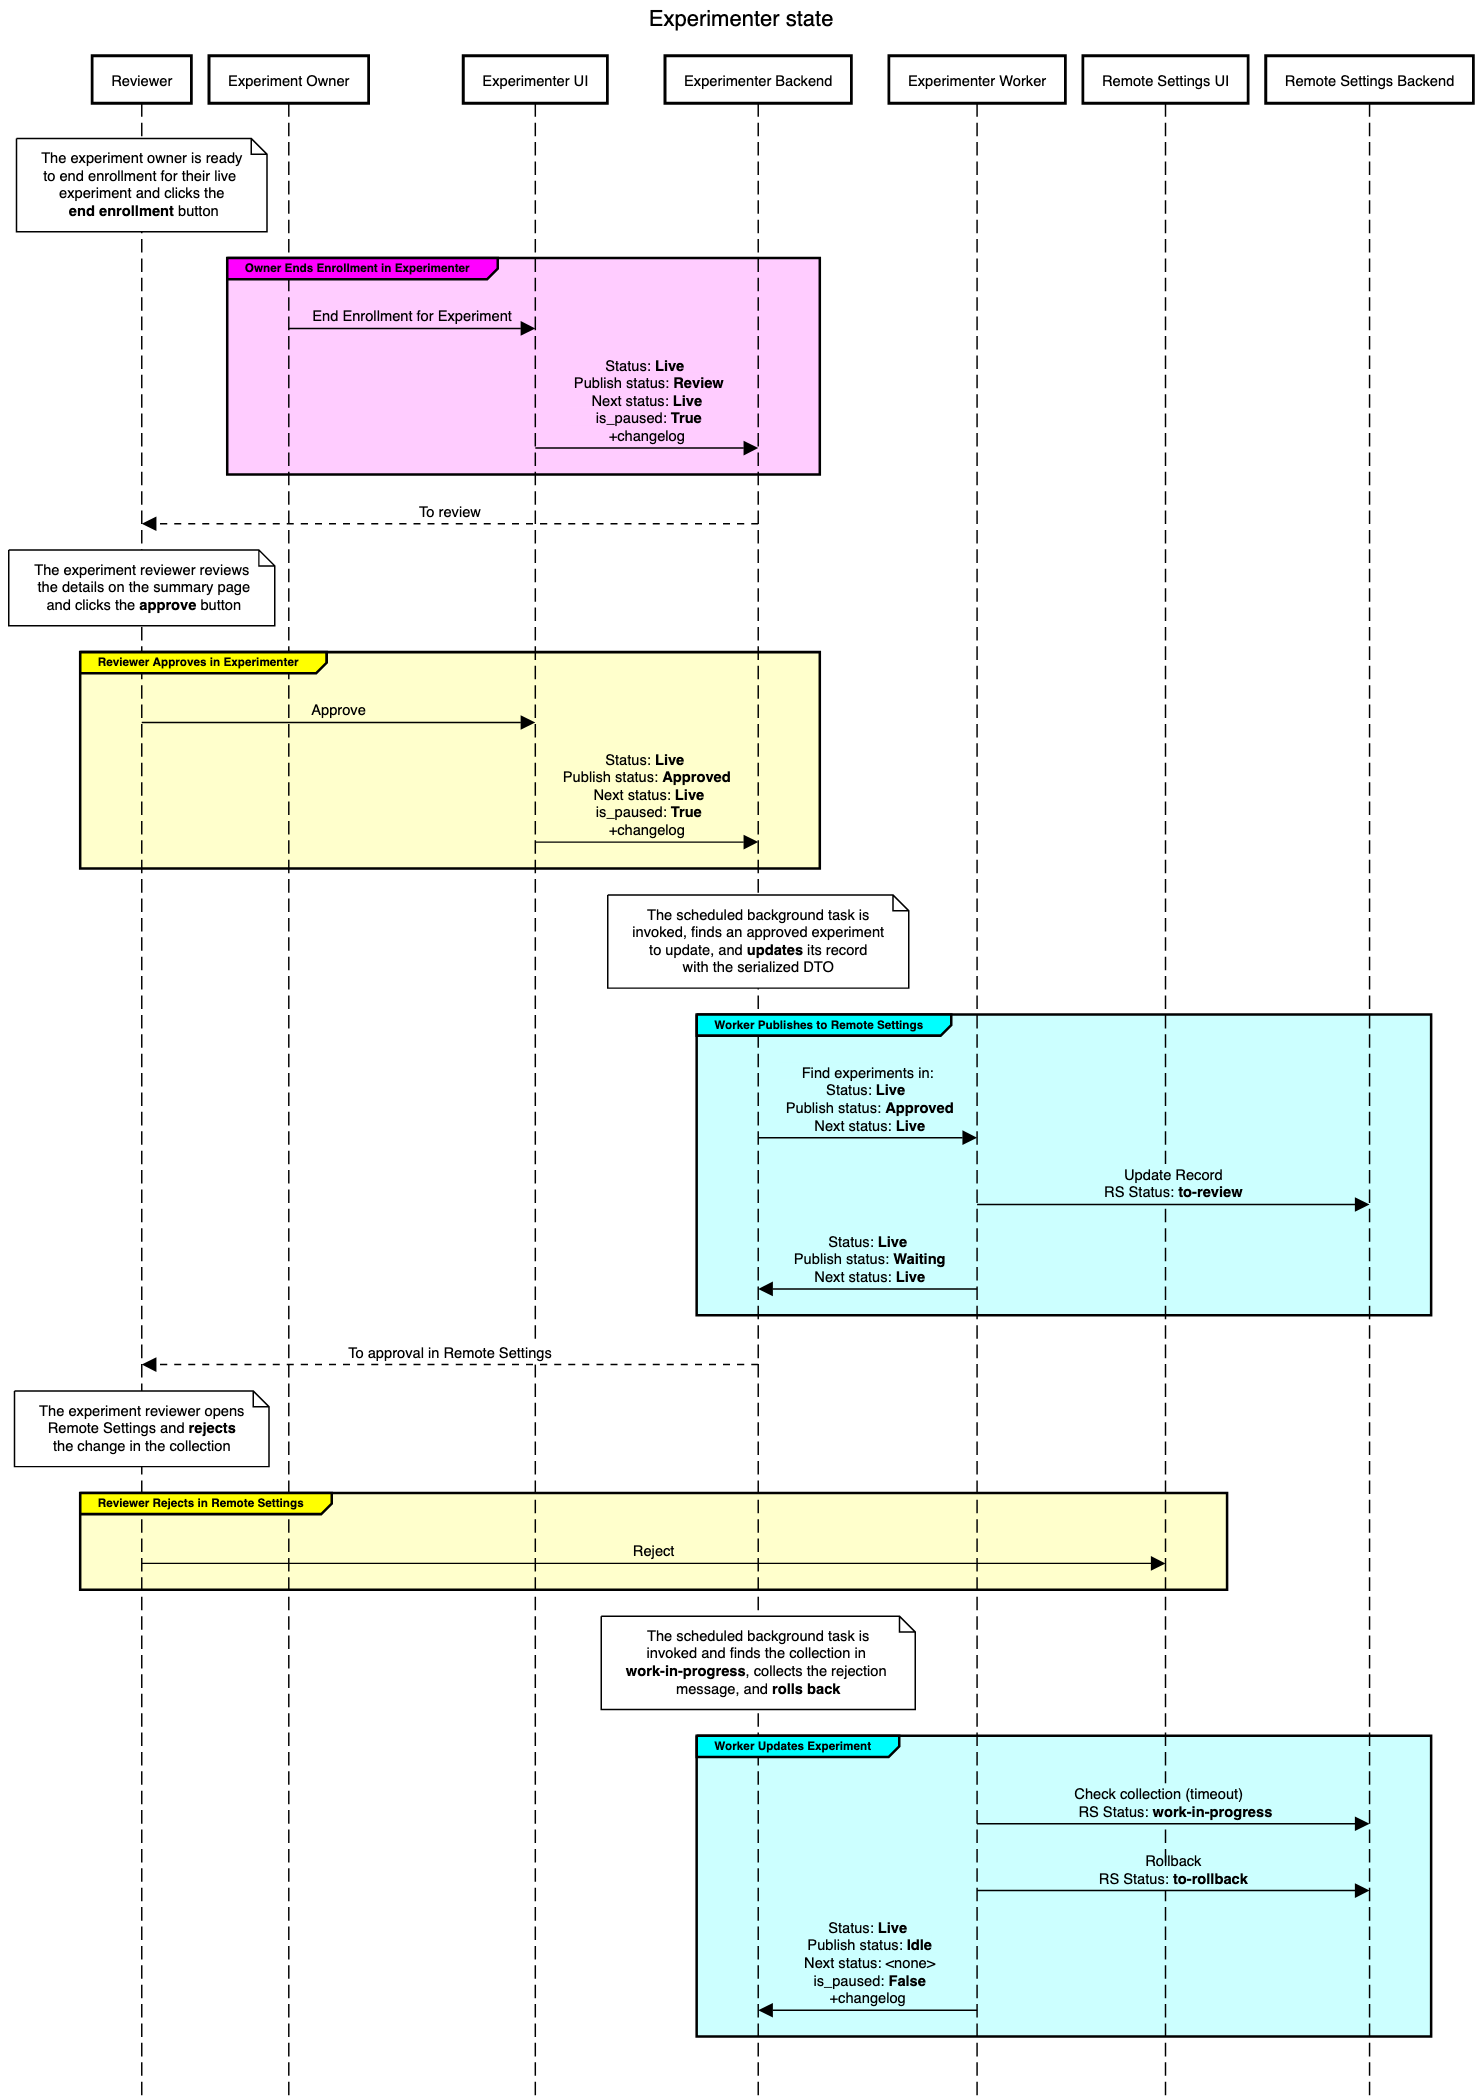 Experimenter state
Reviewer
Experiment Owner
Experimenter UI
Experimenter Backend
Experimenter Worker
Remote Settings UI
Remote Settings Backend
The experiment owner is ready
to end enrollment for their live
experiment and clicks the
end enrollment button
Owner Ends Enrollment in Experimenter
End Enrollment for Experiment
Status: Live
Publish status: Review
Next status: Live
is_paused: True
+changelog
To review
The experiment reviewer reviews
the details on the summary page
and clicks the approve button
Reviewer Approves in Experimenter
Approve
Status: Live
Publish status: Approved
Next status: Live
is_paused: True
+changelog
The scheduled background task is
invoked, finds an approved experiment
to update, and updates its record
with the serialized DTO
Worker Publishes to Remote Settings
Find experiments in:
Status: Live
Publish status: Approved
Next status: Live
Update Record
RS Status: to-review
Status: Live
Publish status: Waiting
Next status: Live
To approval in Remote Settings
The experiment reviewer opens
Remote Settings and rejects
the change in the collection
Reviewer Rejects in Remote Settings
Reject
The scheduled background task is
invoked and finds the collection in
work-in-progress, collects the rejection
message, and rolls back
Worker Updates Experiment
Check collection (timeout)
RS Status: work-in-progress
Rollback
RS Status: to-rollback
Status: Live
Publish status: Idle
Next status: <none>
is_paused: False
+changelog